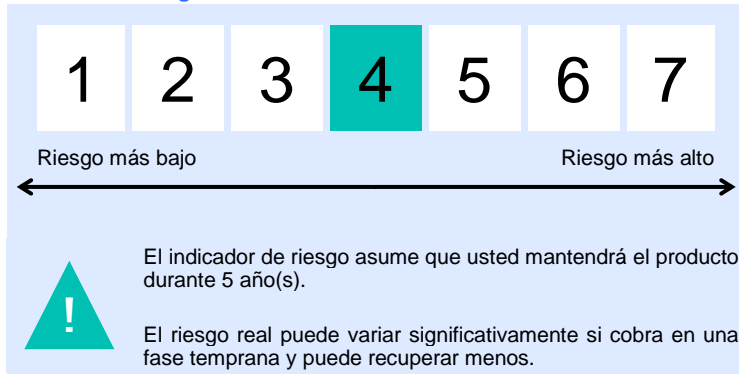 1 2 3 4 5 6 7
Riesgo más bajo Riesgo más alto
El indicador de riesgo asume que usted mantendrá el producto
durante 5 año(s).
!
El riesgo real puede variar significativamente si cobra en una
fase temprana y puede recuperar menos.